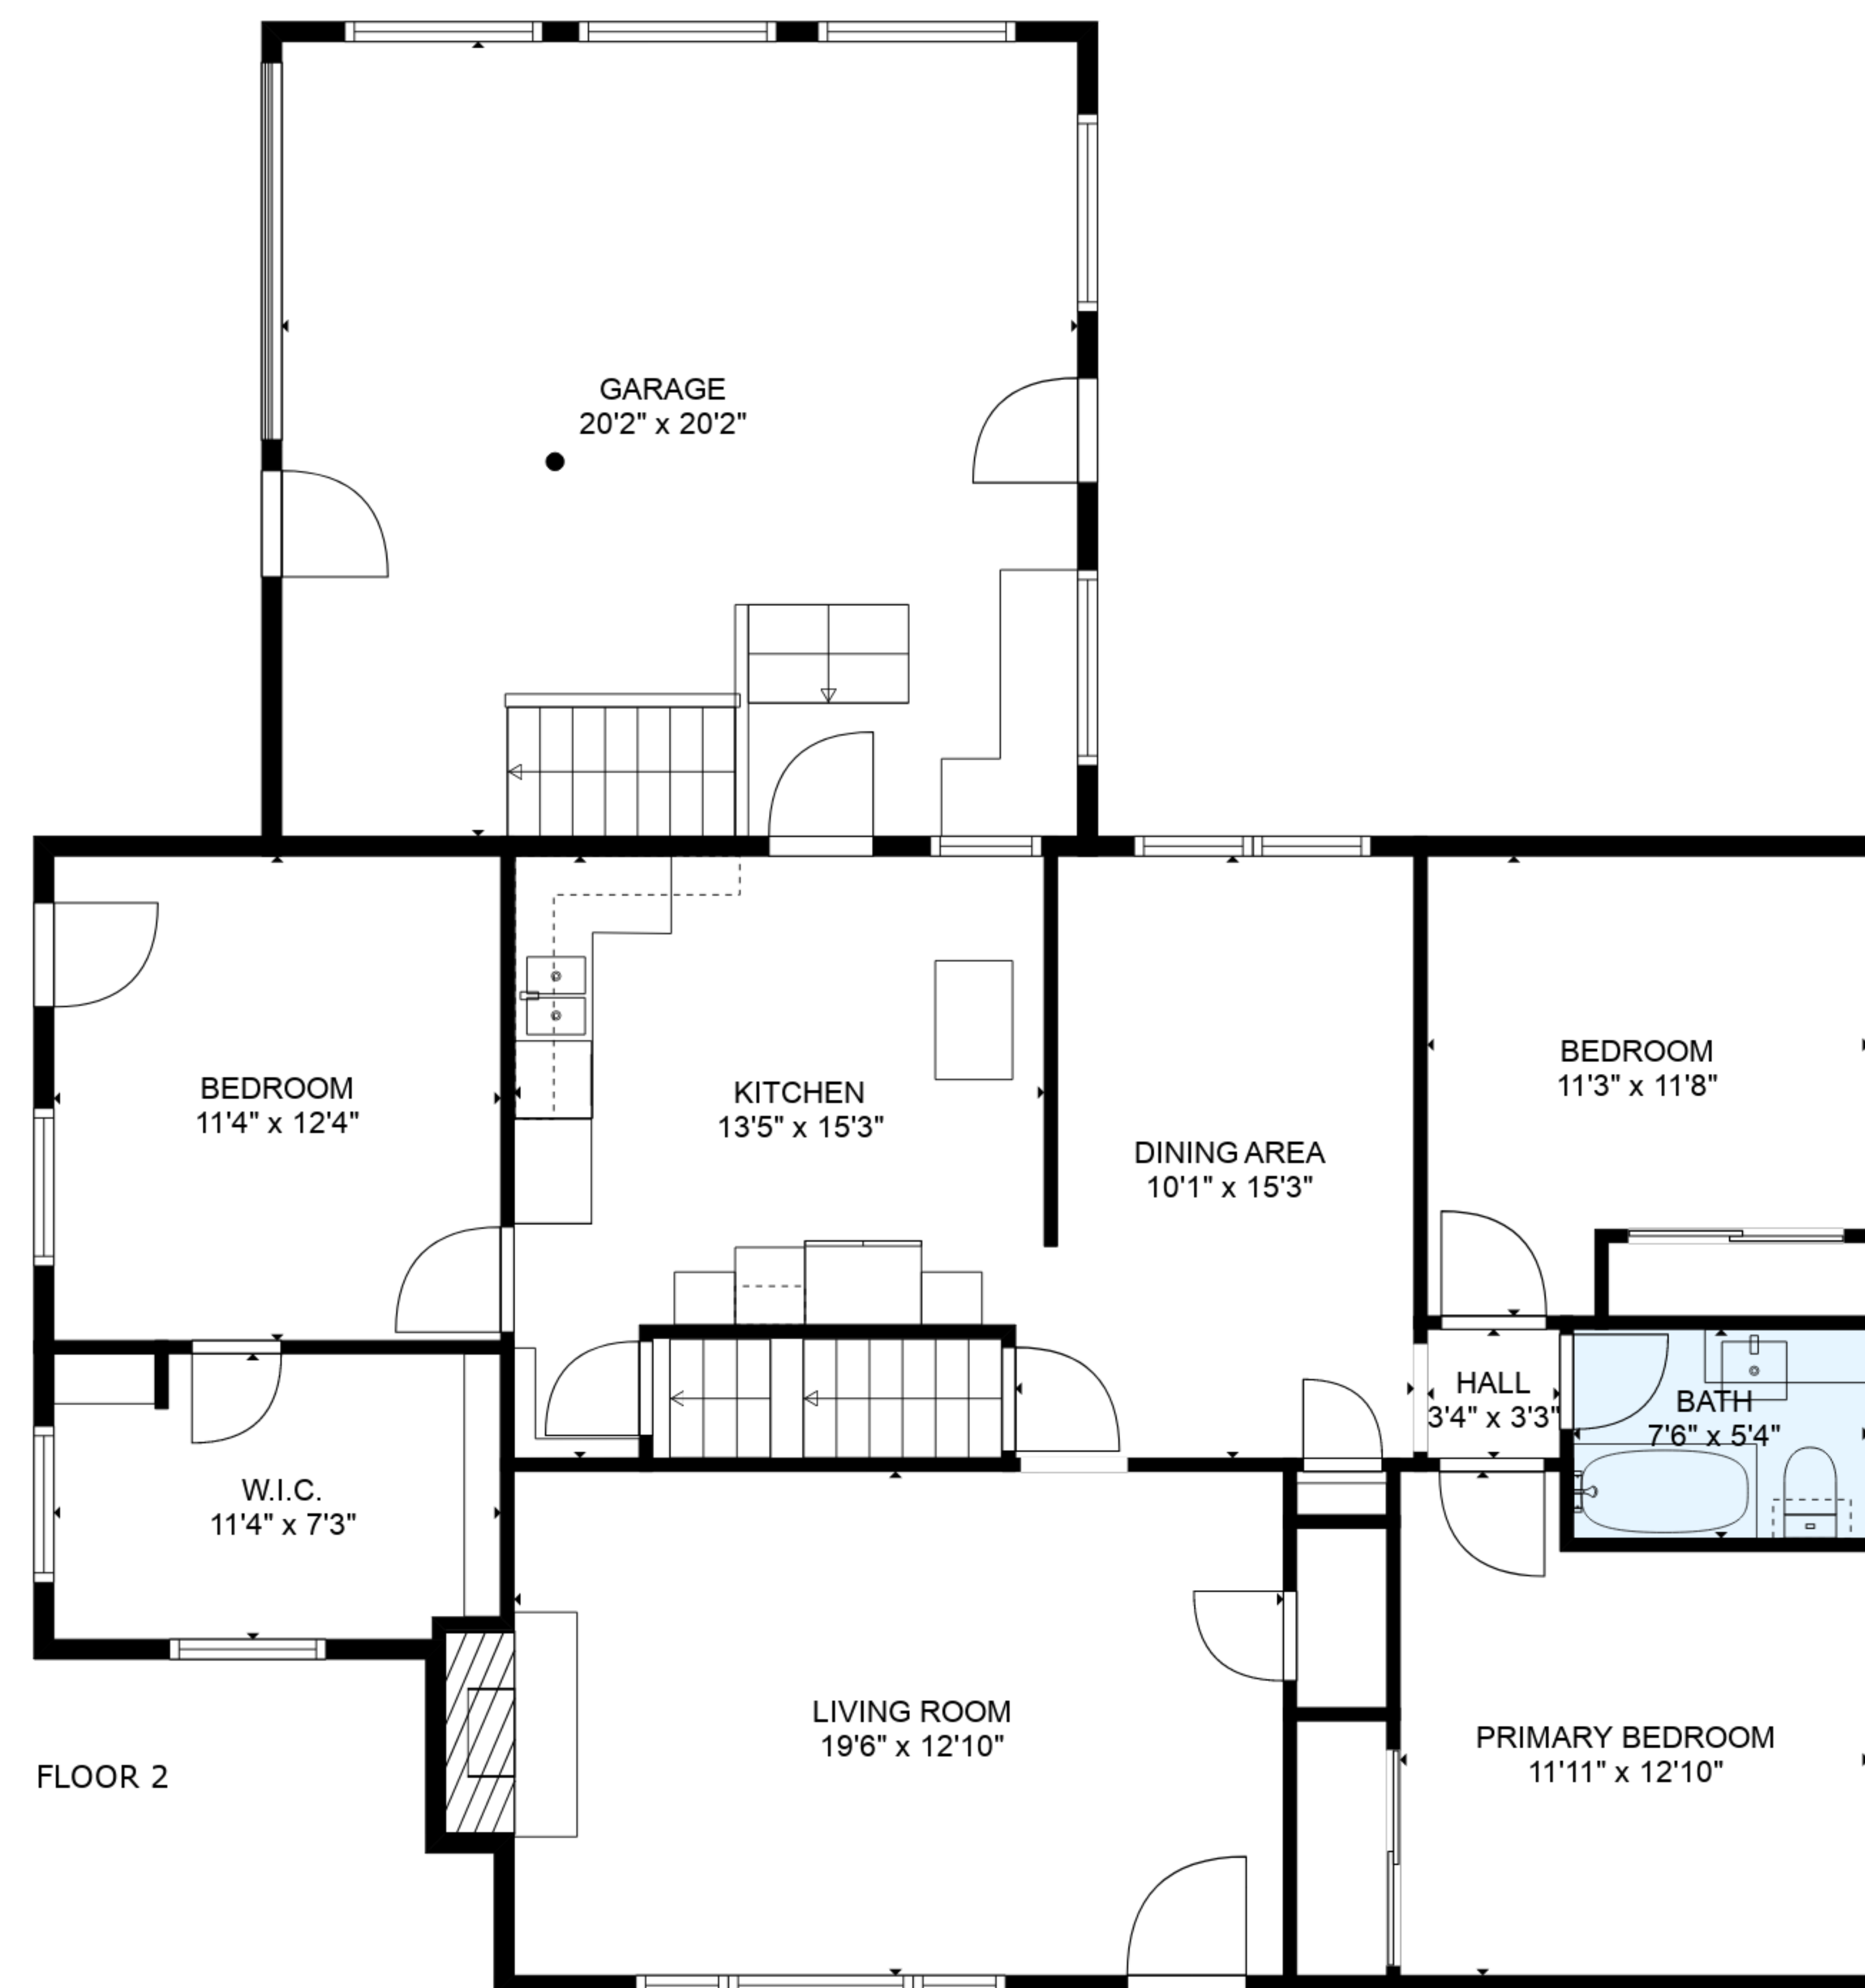 GARAGE
20'2" x 20'2"
BEDROOM
11'4" x 12'4"
KITCHEN
13'5" x 15'3"
DINING AREA
10'1" x 15'3"
BEDROOM
11'3" x 11'8"
HALL
3'4" x 3'3"
BATH
7'6" x 5'4"
W.I.C.
11'4" x 7'3"
LIVING ROOM
19'6" x 12'10"
PRIMARY BEDROOM
11'11" x 12'10"
FLOOR 2